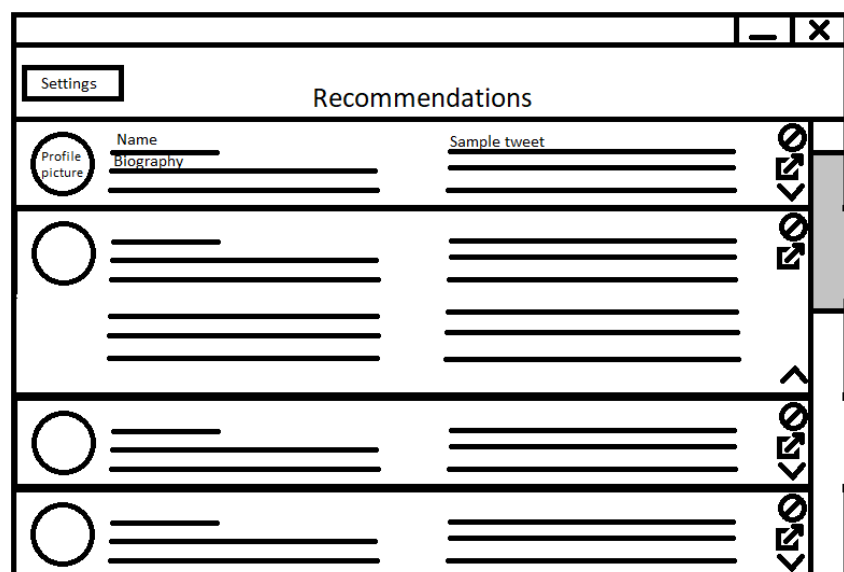 Settings
Recommendations
Profile
picture
Name
Biography
Sample tweet